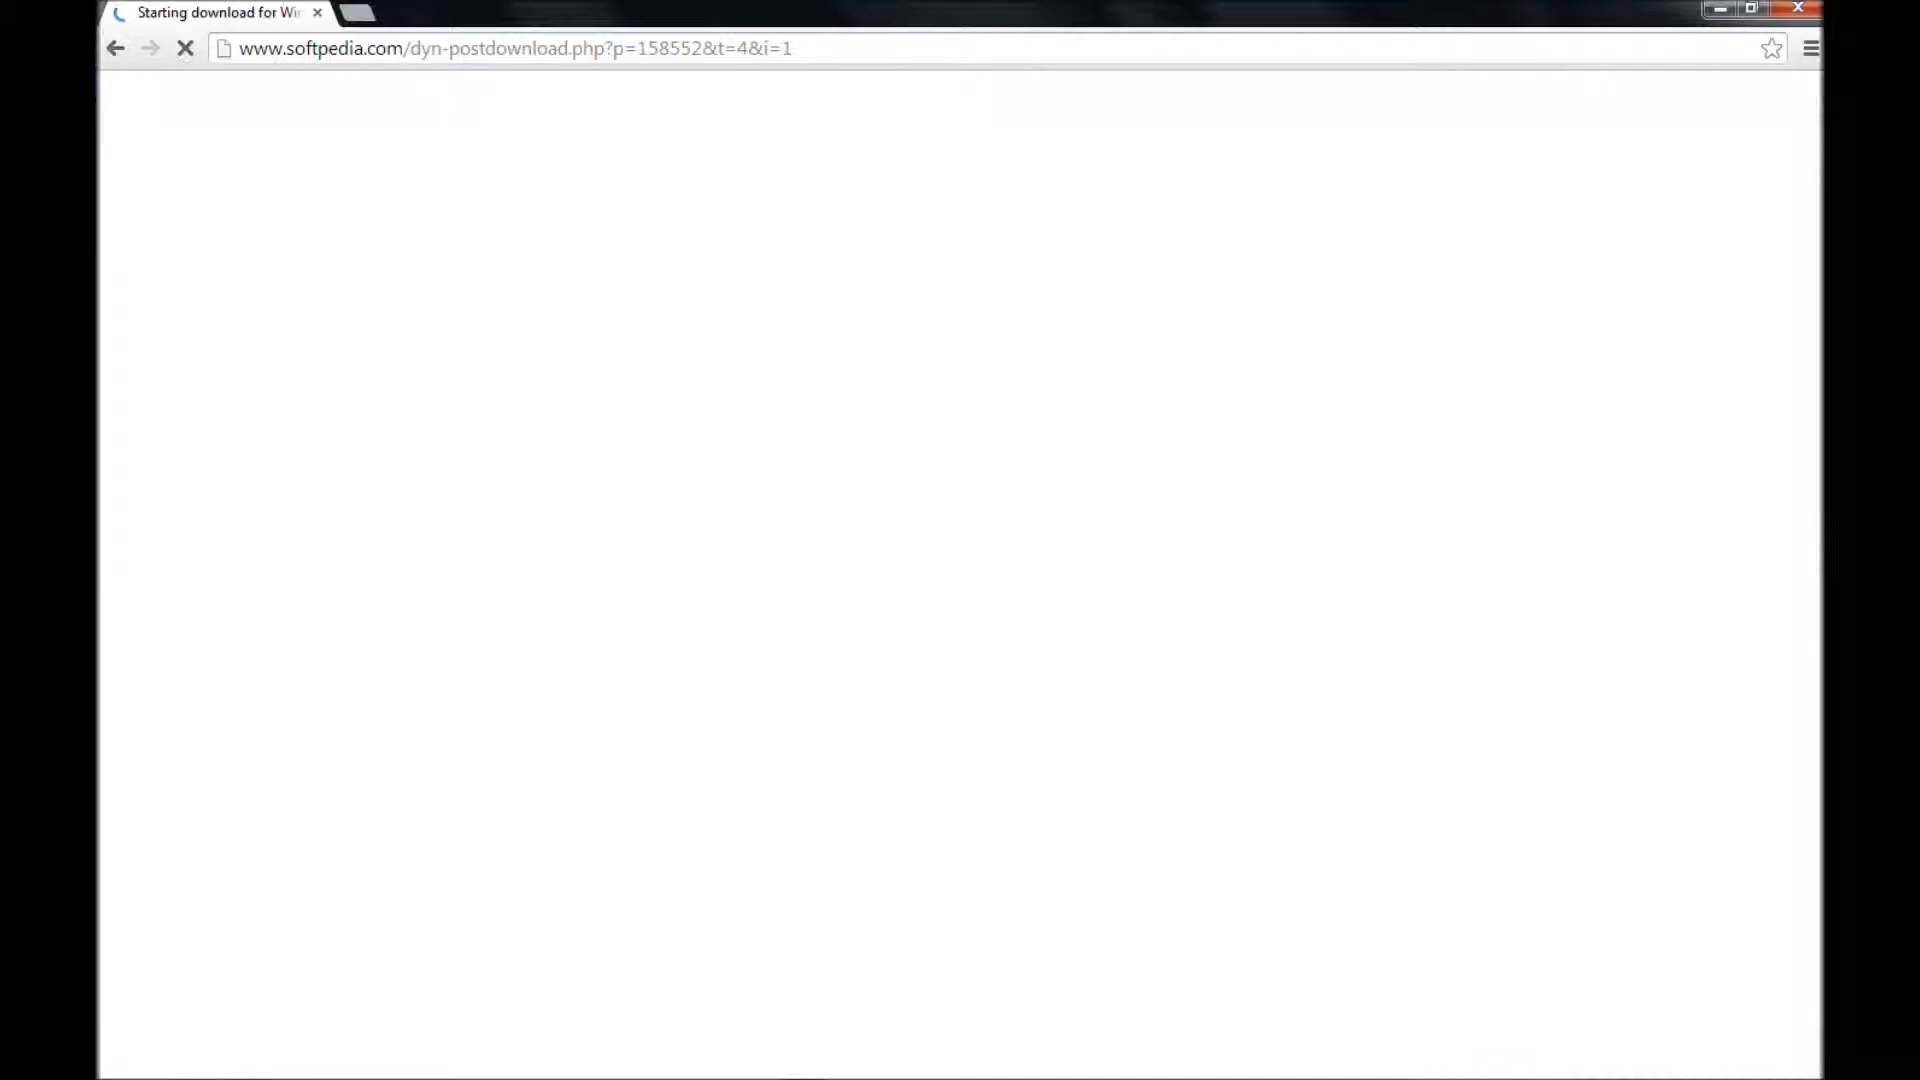 Starting download for Wi
www.softpedia.com/dyn-postdownload.php?p=158552&t=4&i=1